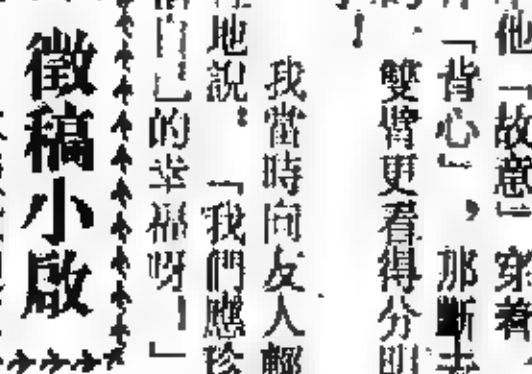 他「故意」穿着
「背心」，那斷
雙臂更看得分明
！
我當時向友人輕
地說：「我們應珍
的幸福呀！」
徵稿小啟